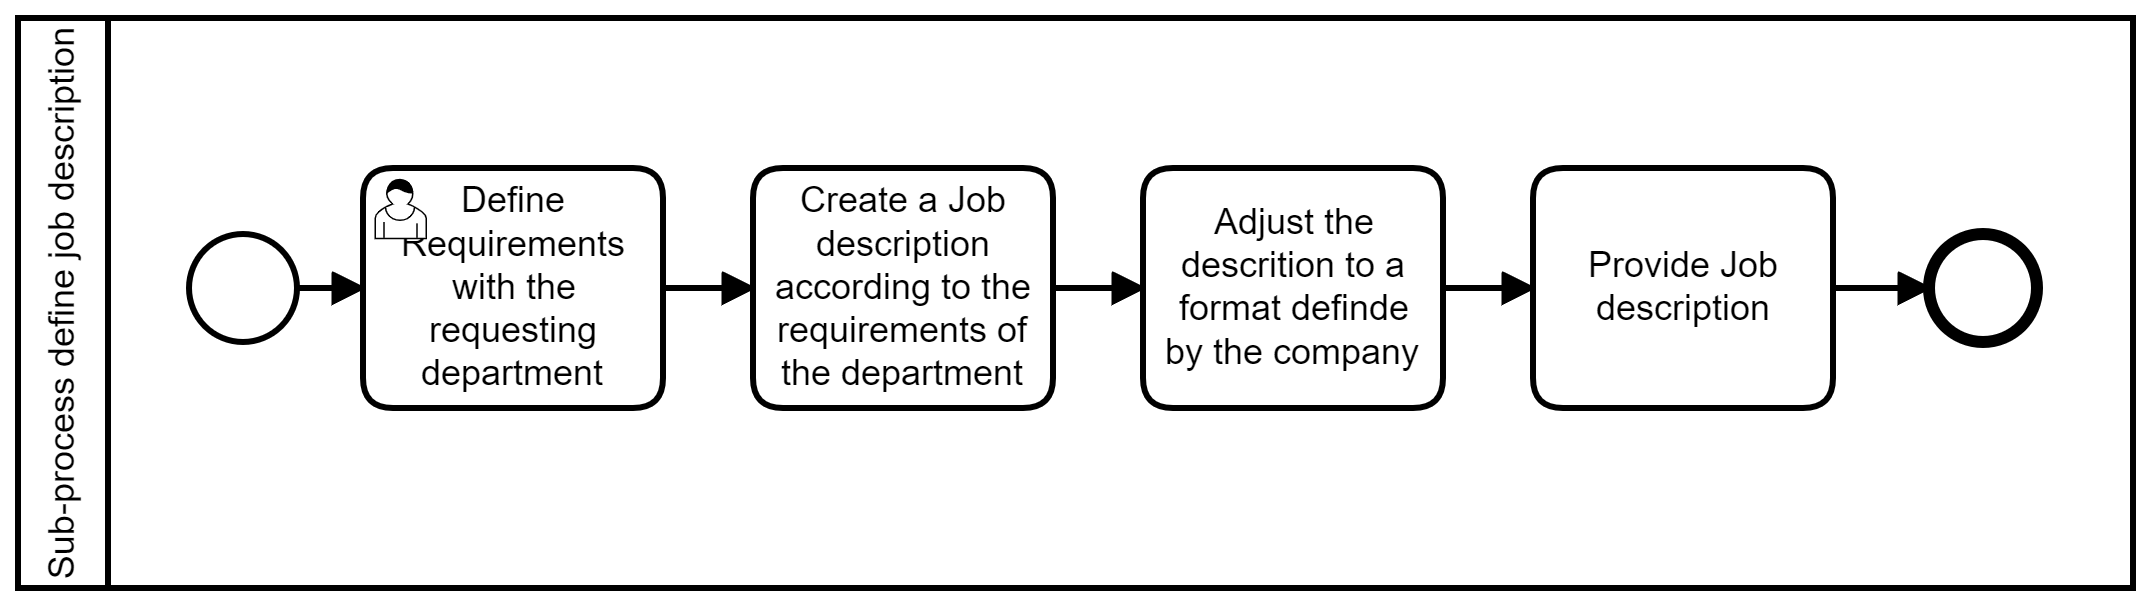 Sub-process define job description
Define
Requirements
with the
requesting
department
Create a Job
description
according to the
requirements of
the department
Adjust the
descrition to a
format definde
by the company
Provide Job
description